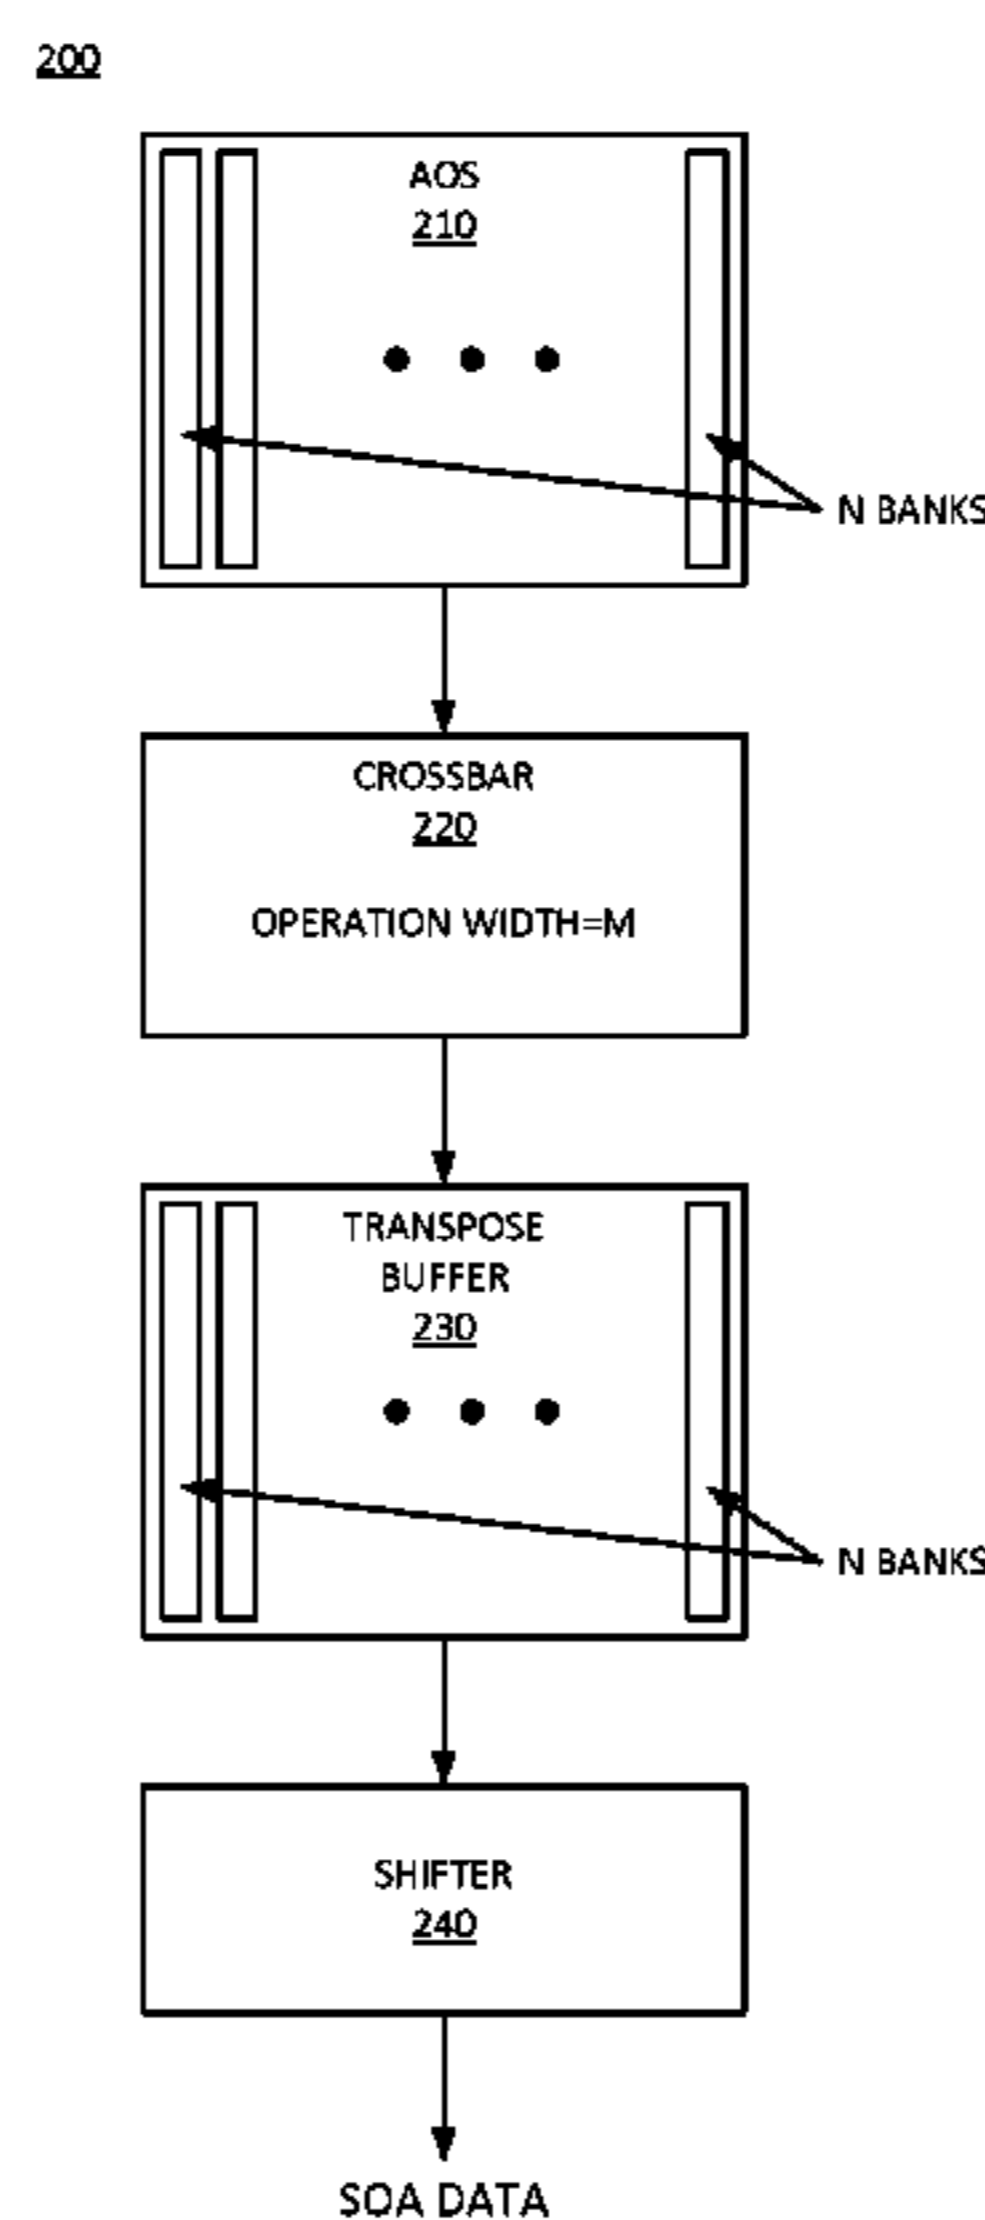 200
AOS
210
N BANKS
CROSSBAR
220
OPERATION WIDTH=M
TRANSPOSE
BUFFER
230
N BANKS
SHIFTER
240
SOA DATA